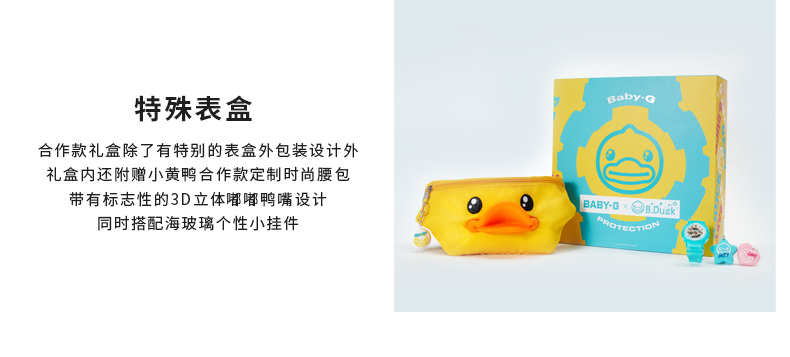 特殊表盒
合作款礼盒除了有特别的表盒外包装设计外
礼盒内还附赠小黄鸭合作款定制时尚腰包
带有标志性的3D立体嘟嘟鸭嘴设计
同时搭配海玻璃个性小挂件
Baby-G
BABY-G × B.Duck
PROTECTION